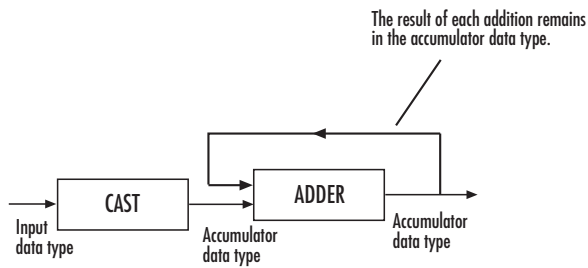 The result of each addition remains
in the accumulator data type.
CAST
ADDER
Input
data type
Accumulator
data type
Accumulator
data type